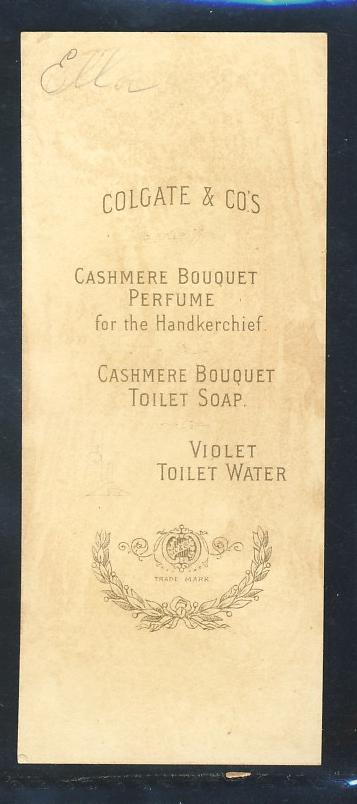 Ella
COLGATE & CO'S
CASHMERE BOUQUET
PERFUME
for the Handkerchief.
CASHMERE BOUQUET
TOILET SOAP.
VIOLET
TOILET WATER
TRADE MARK